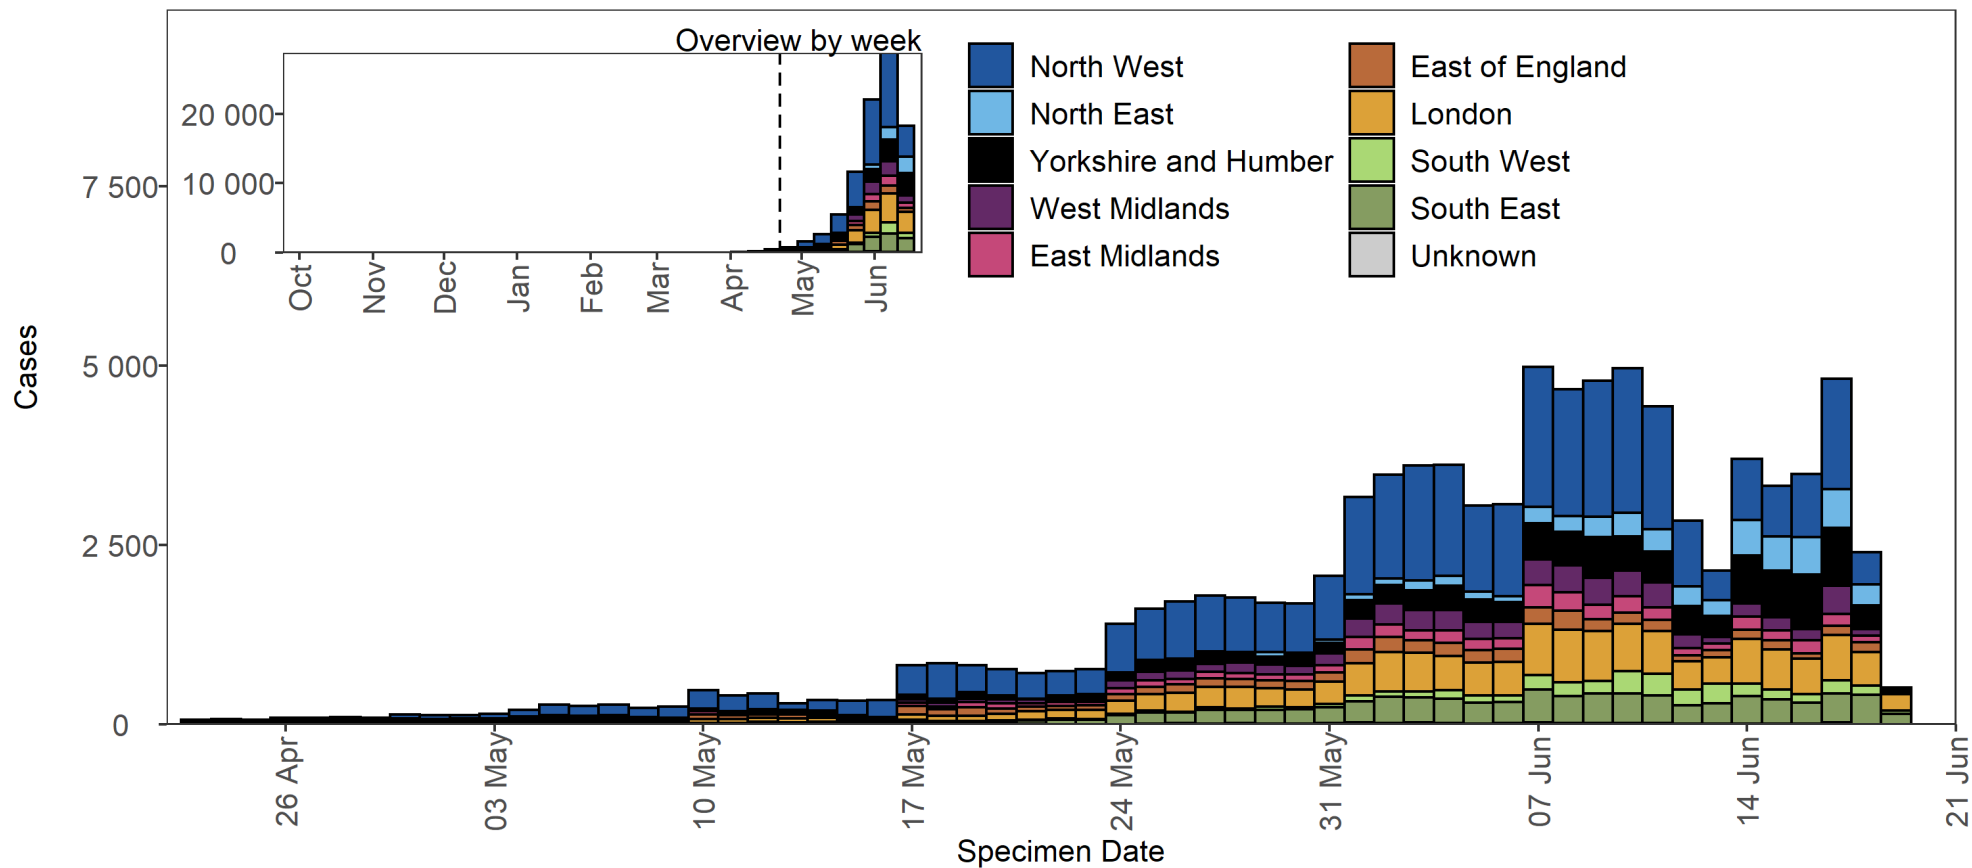 Overview by week
20 000
10 000
0
Oct
Nov
Dec
Jan
Feb
Mar
Apr
May
Jun
North West
North East
Yorkshire and Humber
West Midlands
East Midlands
East of England
London
South West
South East
Unknown
Cases
7 500
5 000
2 500
0
26 Apr
03 May
10 May
17 May
24 May
31 May
07 Jun
14 Jun
21 Jun
Specimen Date